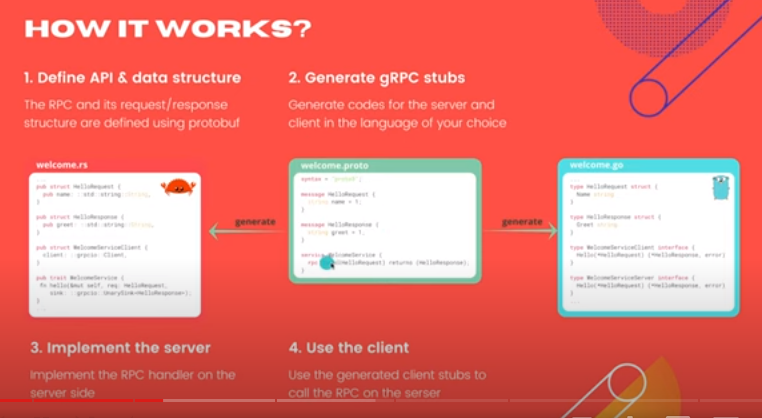 HOW IT WORKS?
1. Define API & data structure
The RPC and its request/response
structure are defined using protobuf
2. Generate gRPC stubs
Generate codes for the server and
client in the language of your choice
welcome.rs
pub struct HelloRequest {
pub name: ::std::string::String,
}
pub struct HelloResponse {
pub greet: ::std::string::String,
}
pub struct WelcomeServiceClient {
client: ::grpcio::Client,
}
pub trait WelcomeService {
fn hello(&mut self, req: HelloRequest,
sink: ::grpcio::UnarySink<HelloResponse>);
}
...
generate
welcome.proto
syntax = "proto3";
message HelloRequest {
string name = 1;
}
message HelloResponse {
string greet = 1,
}
service WelcomeService {
rpc (HelloRequest) returns (HelloResponse);
}
generate
welcome.go
type HelloRequest struct {
Name string
}
type HelloResponse struct {
Greet string
}
type WelcomeServiceClient interface {
Hello(*HelloRequest) (*HelloResponse, error)
}
type WelcomeServiceServer interface {
Hello(*HelloRequest) (*HelloResponse, error)
}
...
3. Implement the server
Implement the RPC handler on the
server side
4. Use the client
Use the generated client stubs to
call the RPC on the serser